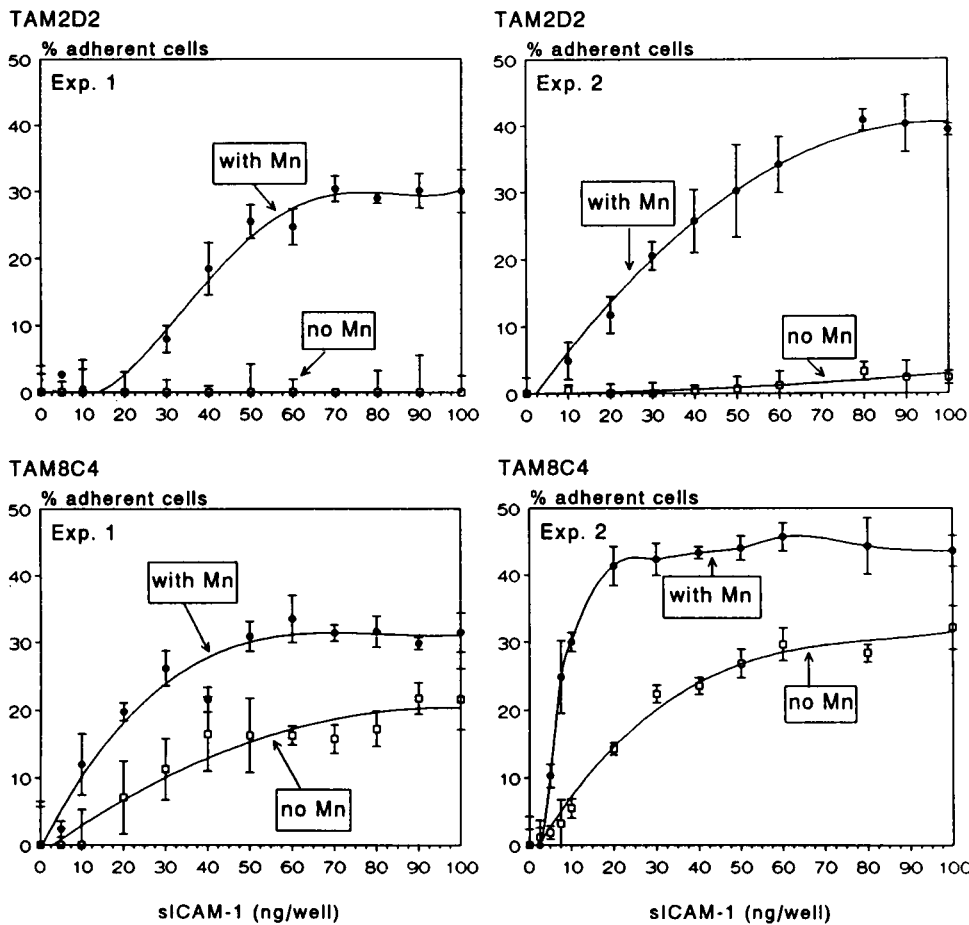 TAM2D2
% adherent cells
Exp. 1
with Mn
no Mn
50
40
30
20
10
0
0 10 20 30 40 50 60 70 80 90 100
TAM2D2
% adherent cells
Exp. 2
with Mn
no Mn
50
40
30
20
10
0
0 10 20 30 40 50 60 70 80 90 100
TAM8C4
% adherent cells
Exp. 1
with Mn
no Mn
50
40
30
20
10
0
0 10 20 30 40 50 60 70 80 90 100
sICAM-1 (ng/well)
TAM8C4
% adherent cells
Exp. 2
with Mn
no Mn
50
40
30
20
10
0
0 10 20 30 40 50 60 70 80 90 100
sICAM-1 (ng/well)